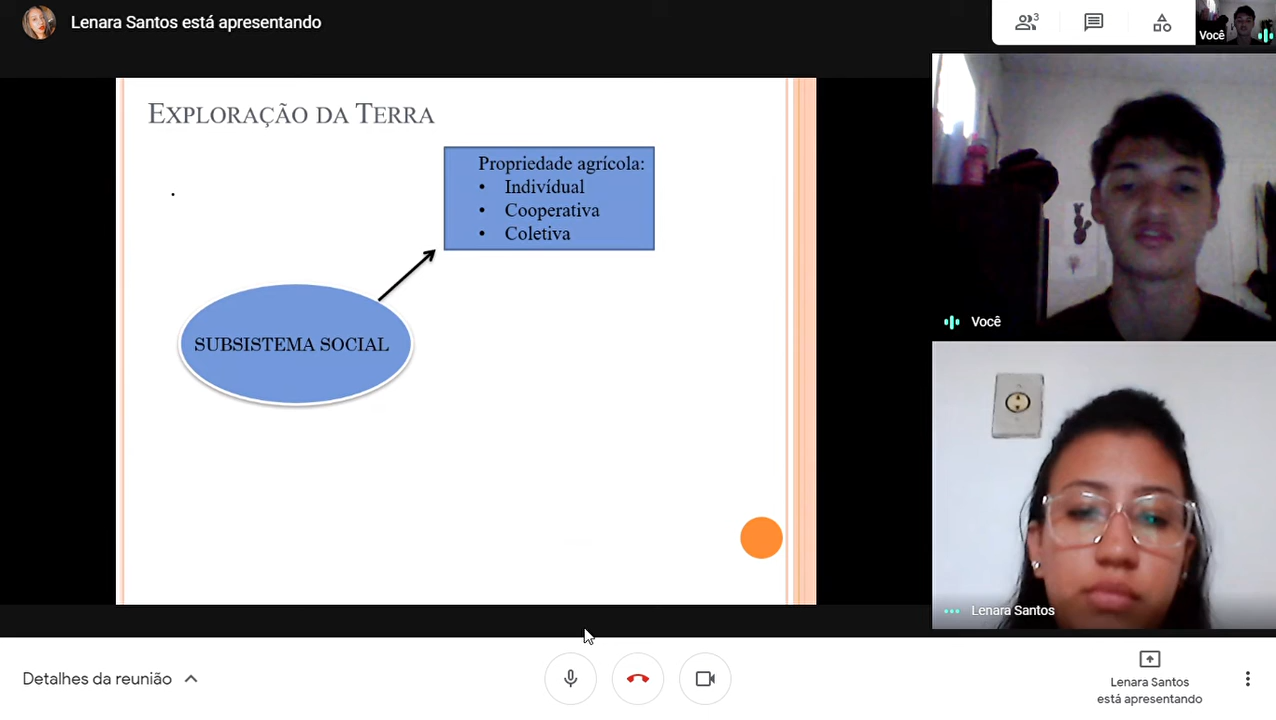 Lenara Santos está apresentando
3
Você
EXPLORAÇÃO DA TERRA
Propriedade agrícola:
• Indivídual
• Cooperativa
• Coletiva
SUBSISTEMA SOCIAL
Você
Lenara Santos
Detalhes da reunião
Lenara Santos
está apresentando